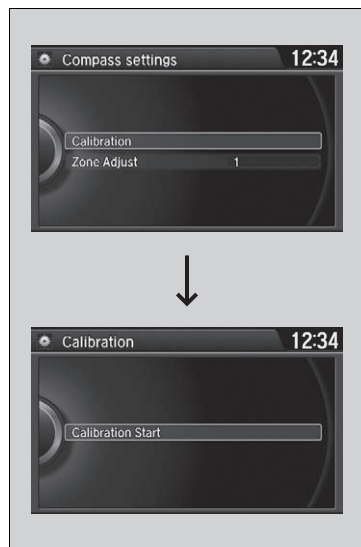 Compass settings 12:34
Calibration
Zone Adjust 1
Calibration 12:34
Calibration Start